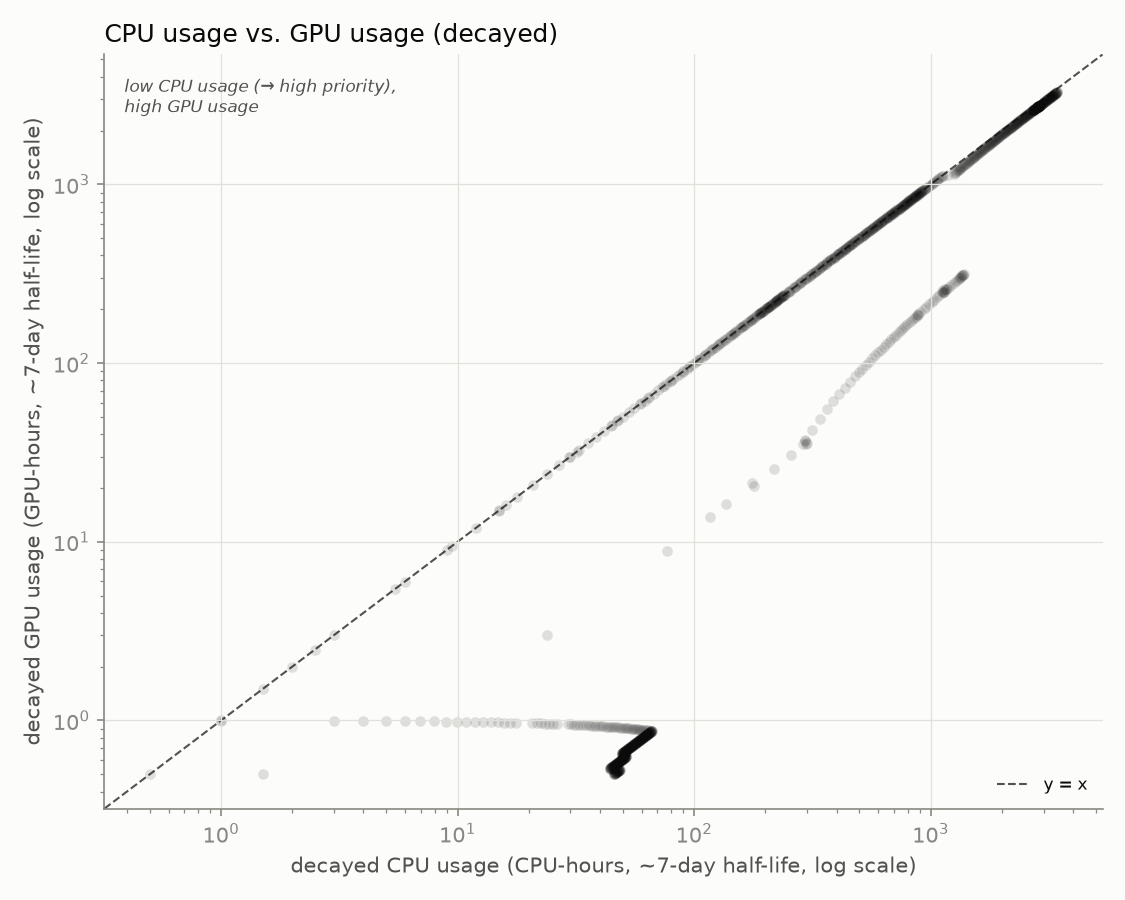 CPU usage vs. GPU usage (decayed)
low CPU usage (→ high priority),
high GPU usage
decayed GPU usage (GPU-hours, ~7-day half-life, log scale)
10³
10²
10¹
10⁰
y = x
10⁰ 10¹ 10² 10³
decayed CPU usage (CPU-hours, ~7-day half-life, log scale)